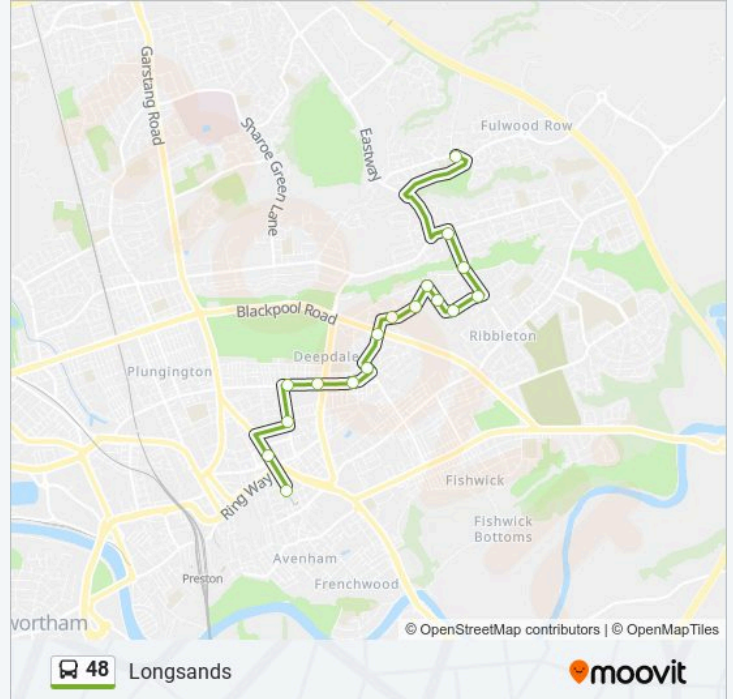 Garstang Road
Sharoe Green Lane
Eastway
Fulwood Row
Blackpool Road
Deepdale
Ribbleton
Plungington
Ring Way
Fishwick
Fishwick
Bottoms
Avenham
Preston
Frenchwood
wortham
© OpenStreetMap contributors | © OpenMapTiles
48 Longsands
moovit